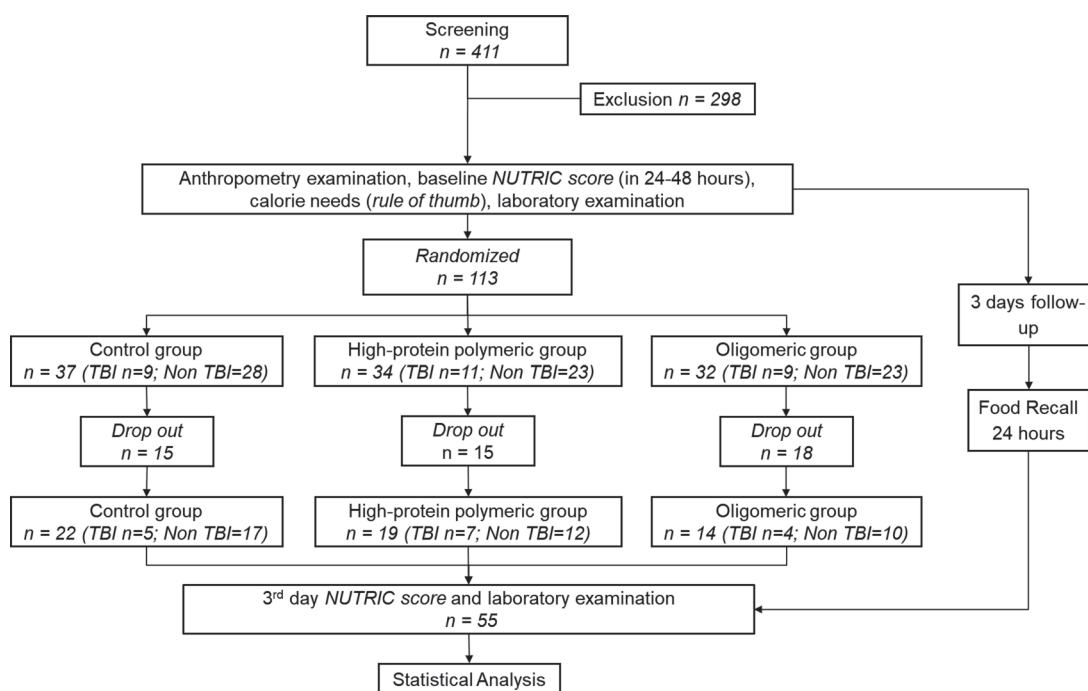 Screening
n = 411
Exclusion n = 298
Anthropometry examination, baseline NUTRIC score (in 24-48 hours),
calorie needs (rule of thumb), laboratory examination
Randomized
n = 113
3 days follow-
up
Control group
n = 37 (TBI n=9; Non TBI=28)
High-protein polymeric group
n = 34 (TBI n=11; Non TBI=23)
Oligomeric group
n = 32 (TBI n=9; Non TBI=23)
Food Recall
24 hours
Drop out
n = 15
Drop out
n = 15
Drop out
n = 18
Control group
n = 22 (TBI n=5; Non TBI=17)
High-protein polymeric group
n = 19 (TBI n=7; Non TBI=12)
Oligomeric group
n = 14 (TBI n=4; Non TBI=10)
3rd day NUTRIC score and laboratory examination
n = 55
Statistical Analysis